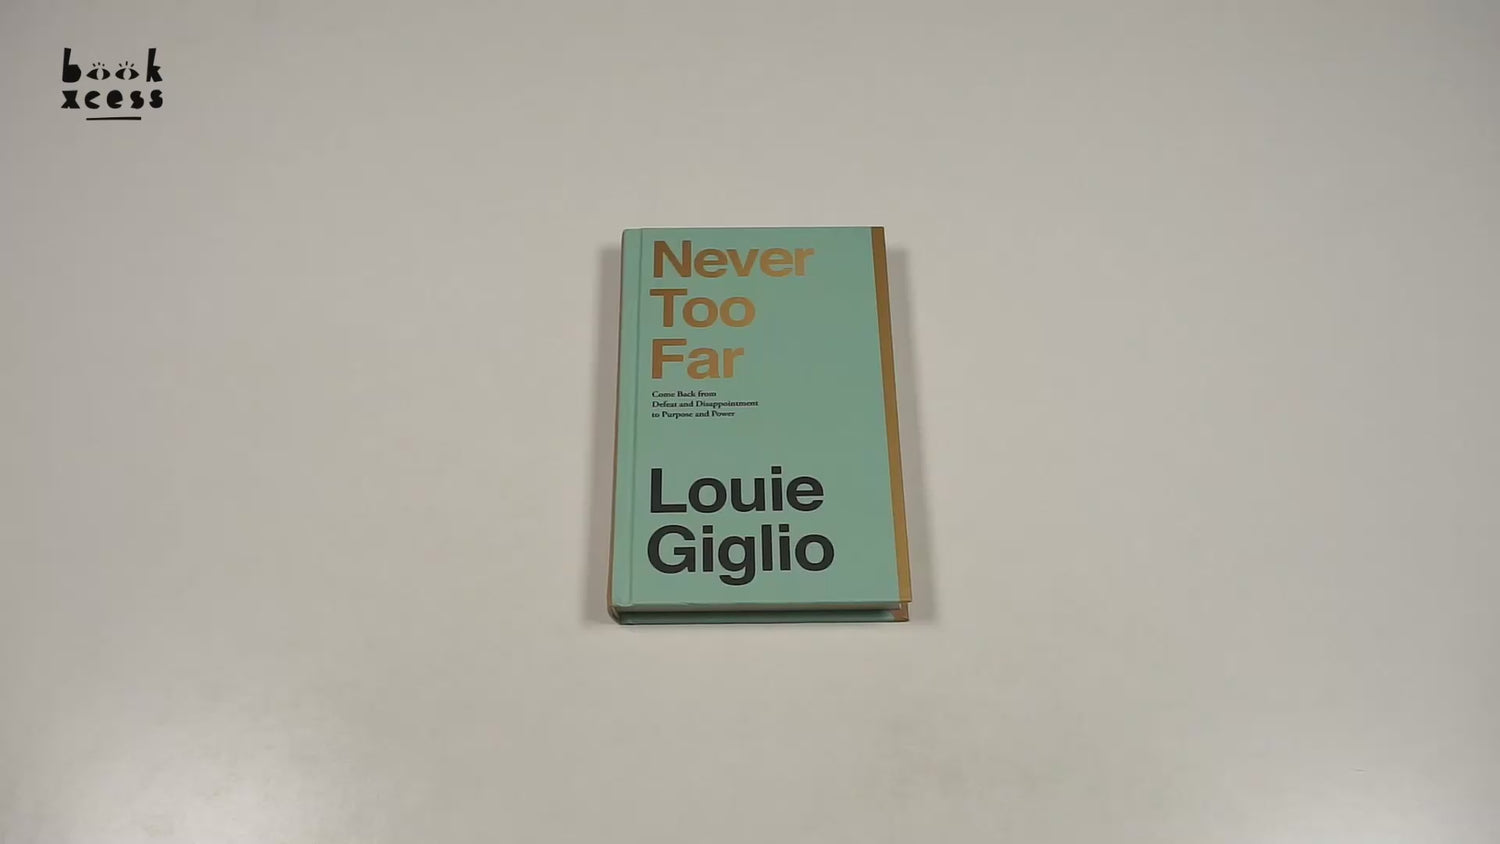 book
xcess
Never
Too
Far
Come Back from
Defeat and Disappointment
to Purpose and Power
Louie
Giglio